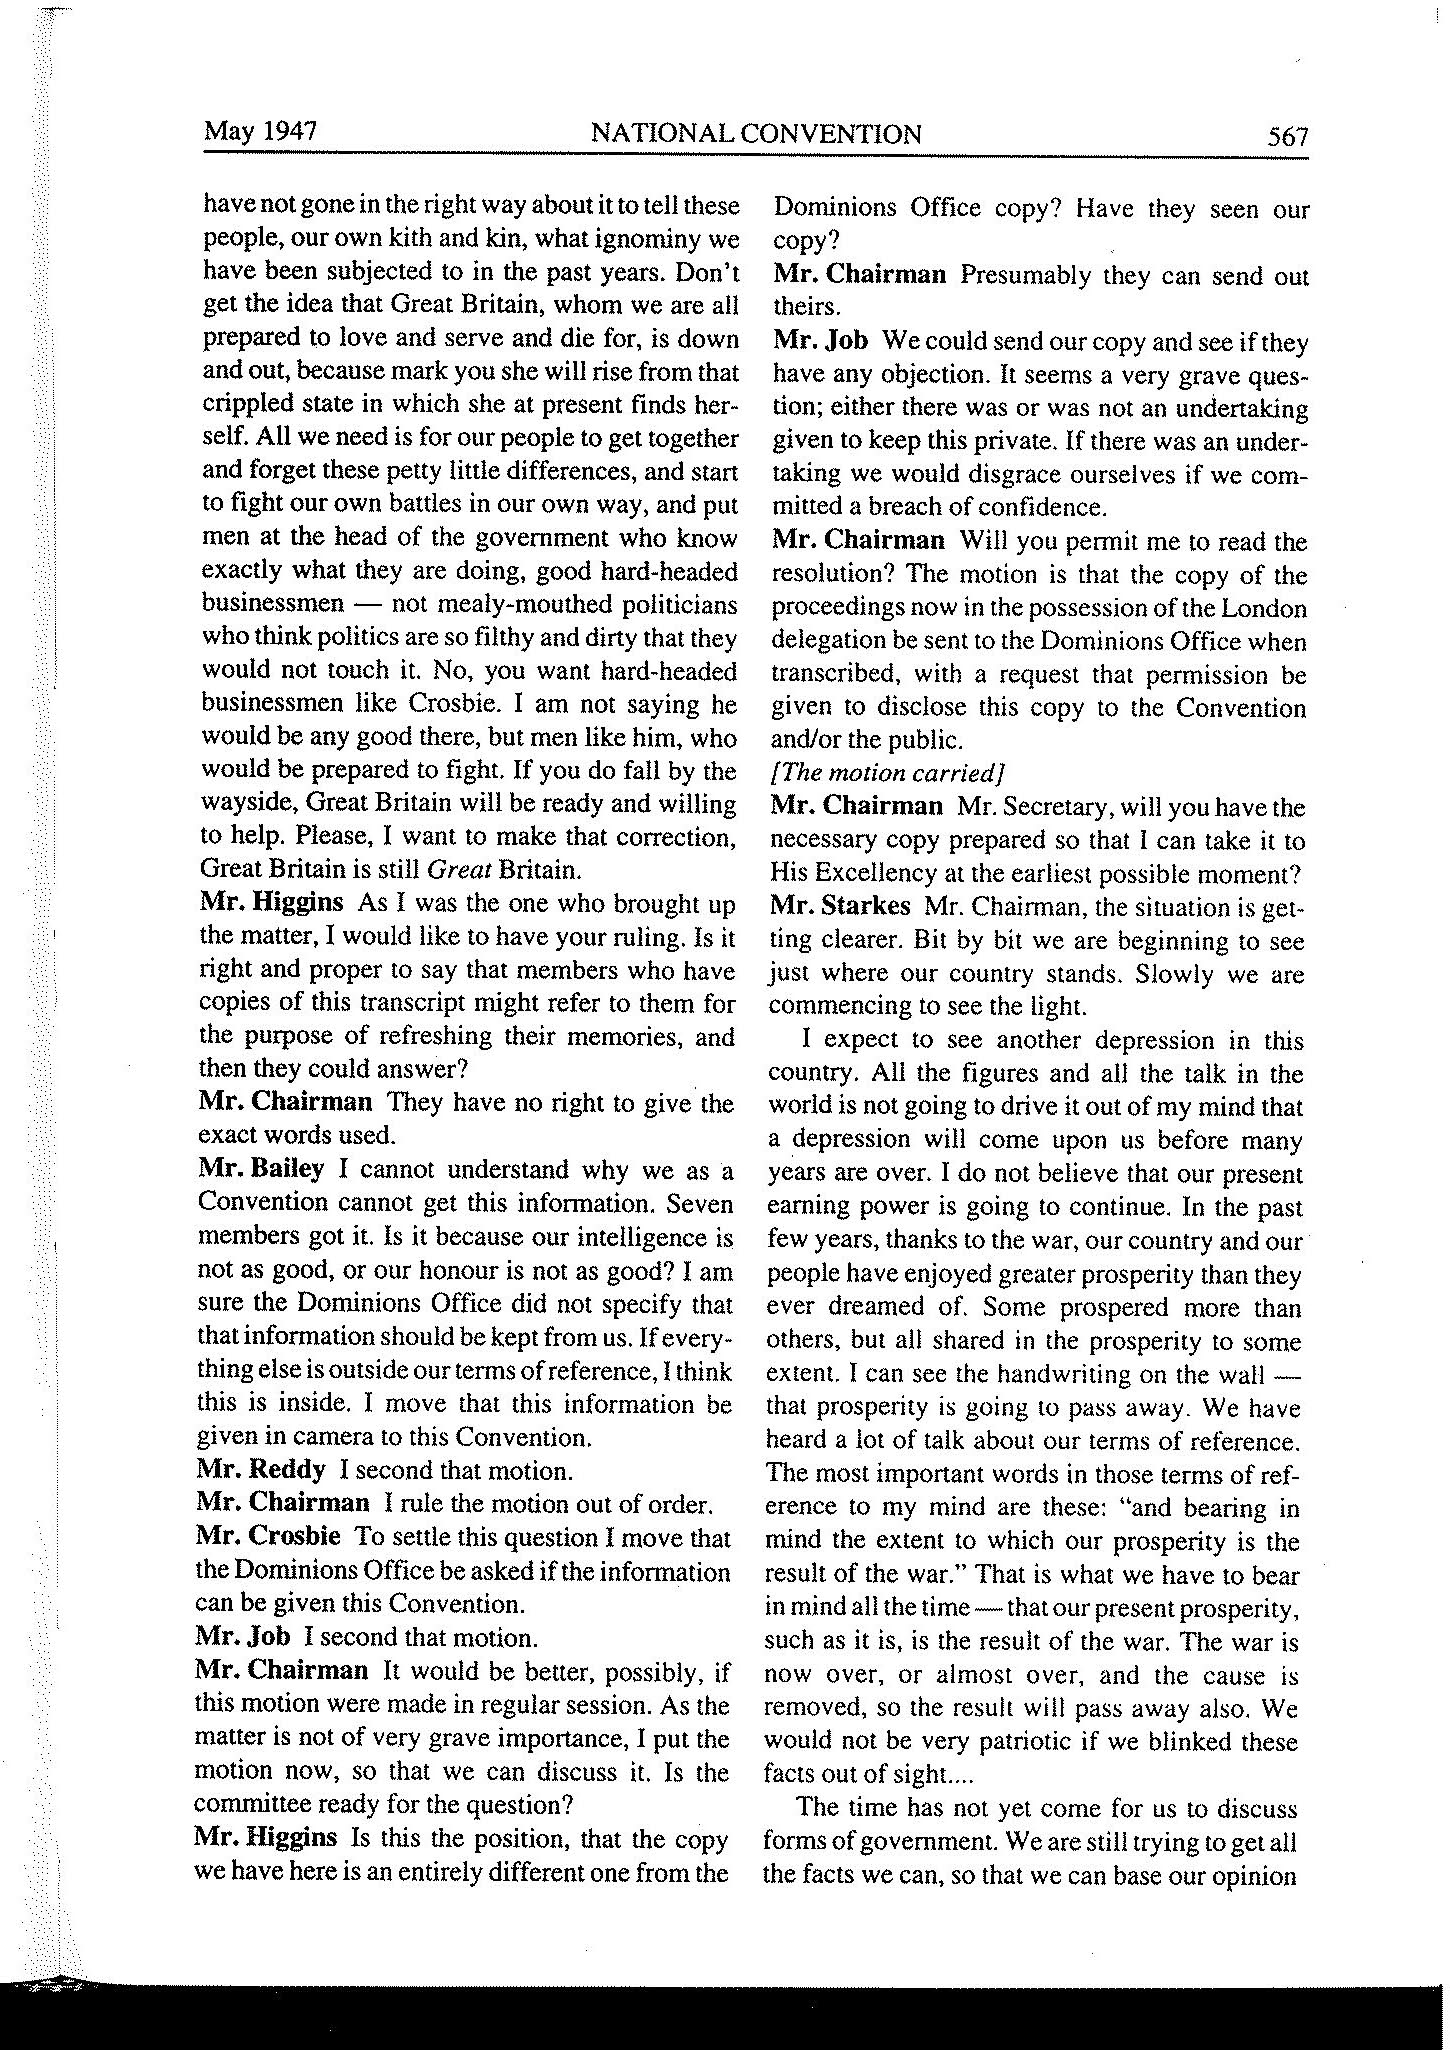 May 1947
NATIONAL CONVENTION
567
have not gone in the right way about it to tell these
people, our own kith and kin, what ignominy we
have been subjected to in the past years. Don't
get the idea that Great Britain, whom we are all
prepared to love and serve and die for, is down
and out, because mark you she will rise from that
crippled state in which she at present finds her-
self. All we need is for our people to get together
and forget these petty little differences, and start
to fight our own battles in our own way, and put
men at the head of the government who know
exactly what they are doing, good hard-headed
businessmen — not mealy-mouthed politicians
who think politics are so filthy and dirty that they
would not touch it. No, you want hard-headed
businessmen like Crosbie. I am not saying he
would be any good there, but men like him, who
would be prepared to fight. If you do fall by the
wayside, Great Britain will be ready and willing
to help. Please, I want to make that correction,
Great Britain is still Great Britain.
Mr. Higgins As I was the one who brought up
the matter, I would like to have your ruling. Is it
right and proper to say that members who have
copies of this transcript might refer to them for
the purpose of refreshing their memories, and
then they could answer?
Mr. Chairman They have no right to give the
exact words used.
Mr. Bailey I cannot understand why we as a
Convention cannot get this information. Seven
members got it. Is it because our intelligence is
not as good, or our honour is not as good? I am
sure the Dominions Office did not specify that
that information should be kept from us. If every-
thing else is outside our terms of reference, I think
this is inside. I move that this information be
given in camera to this Convention.
Mr. Reddy I second that motion.
Mr. Chairman I rule the motion out of order.
Mr. Crosbie To settle this question I move that
the Dominions Office be asked if the information
can be given this Convention.
Mr. Job I second that motion.
Mr. Chairman It would be better, possibly, if
this motion were made in regular session. As the
matter is not of very grave importance, I put the
motion now, so that we can discuss it. Is the
committee ready for the question?
Mr. Higgins Is this the position, that the copy
we have here is an entirely different one from the
Dominions Office copy? Have they seen our
copy?
Mr. Chairman Presumably they can send out
theirs.
Mr. Job We could send our copy and see if they
have any objection. It seems a very grave ques-
tion; either there was or was not an undertaking
given to keep this private. If there was an under-
taking we would disgrace ourselves if we com-
mitted a breach of confidence.
Mr. Chairman Will you permit me to read the
resolution? The motion is that the copy of the
proceedings now in the possession of the London
delegation be sent to the Dominions Office when
transcribed, with a request that permission be
given to disclose this copy to the Convention
and/or the public.
[The motion carried]
Mr. Chairman Mr. Secretary, will you have the
necessary copy prepared so that I can take it to
His Excellency at the earliest possible moment?
Mr. Starkes Mr. Chairman, the situation is get-
ting clearer. Bit by bit we are beginning to see
just where our country stands. Slowly we are
commencing to see the light.
I expect to see another depression in this
country. All the figures and all the talk in the
world is not going to drive it out of my mind that
a depression will come upon us before many
years are over. I do not believe that our present
earning power is going to continue. In the past
few years, thanks to the war, our country and our
people have enjoyed greater prosperity than they
ever dreamed of. Some prospered more than
others, but all shared in the prosperity to some
extent. I can see the handwriting on the wall —
that prosperity is going to pass away. We have
heard a lot of talk about our terms of reference.
The most important words in those terms of ref-
erence to my mind are these: "and bearing in
mind the extent to which our prosperity is the
result of the war." That is what we have to bear
in mind all the time — that our present prosperity,
such as it is, is the result of the war. The war is
now over, or almost over, and the cause is
removed, so the result will pass away also. We
would not be very patriotic if we blinked these
facts out of sight....
The time has not yet come for us to discuss
forms of government. We are still trying to get all
the facts we can, so that we can base our opinion